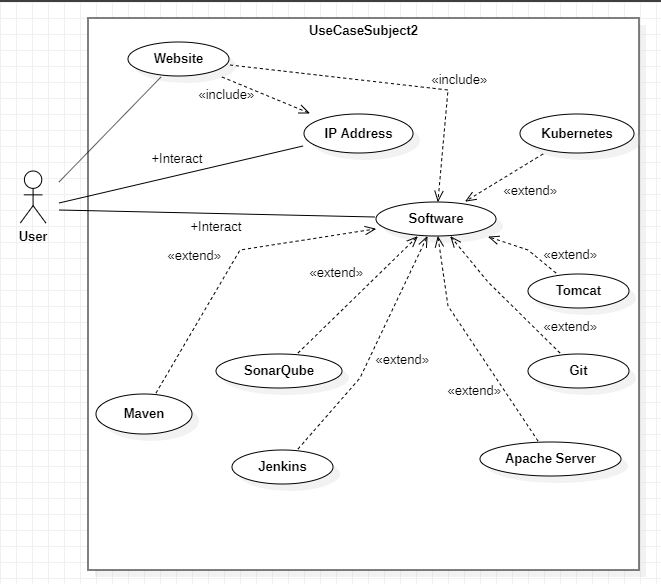 UseCaseSubject2
Website
«include»
«include»
IP Address
Kubernetes
+Interact
«extend»
User
Software
+Interact
«extend»
«extend»
«extend»
Tomcat
«extend»
SonarQube
«extend»
Git
«extend»
Maven
Jenkins
Apache Server